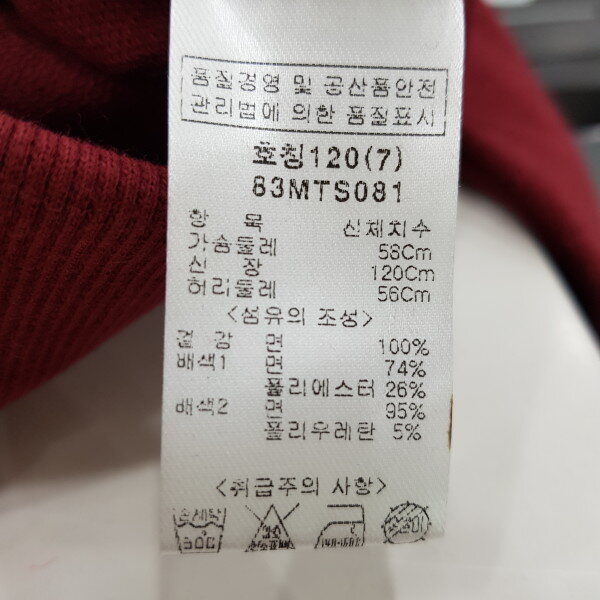 품질경영 및 공산품안전
관리법에 의한 품질표시
호칭120(7)
83MTS081
항 목 신체치수
가슴둘레 58Cm
신 장 120Cm
허리둘레 56Cm
<섬유의 조성>
겉 감 면 100%
배색1 면 74%
폴리에스터 26%
배색2 면 95%
폴리우레탄 5%
<취급주의 사항>
손세탁